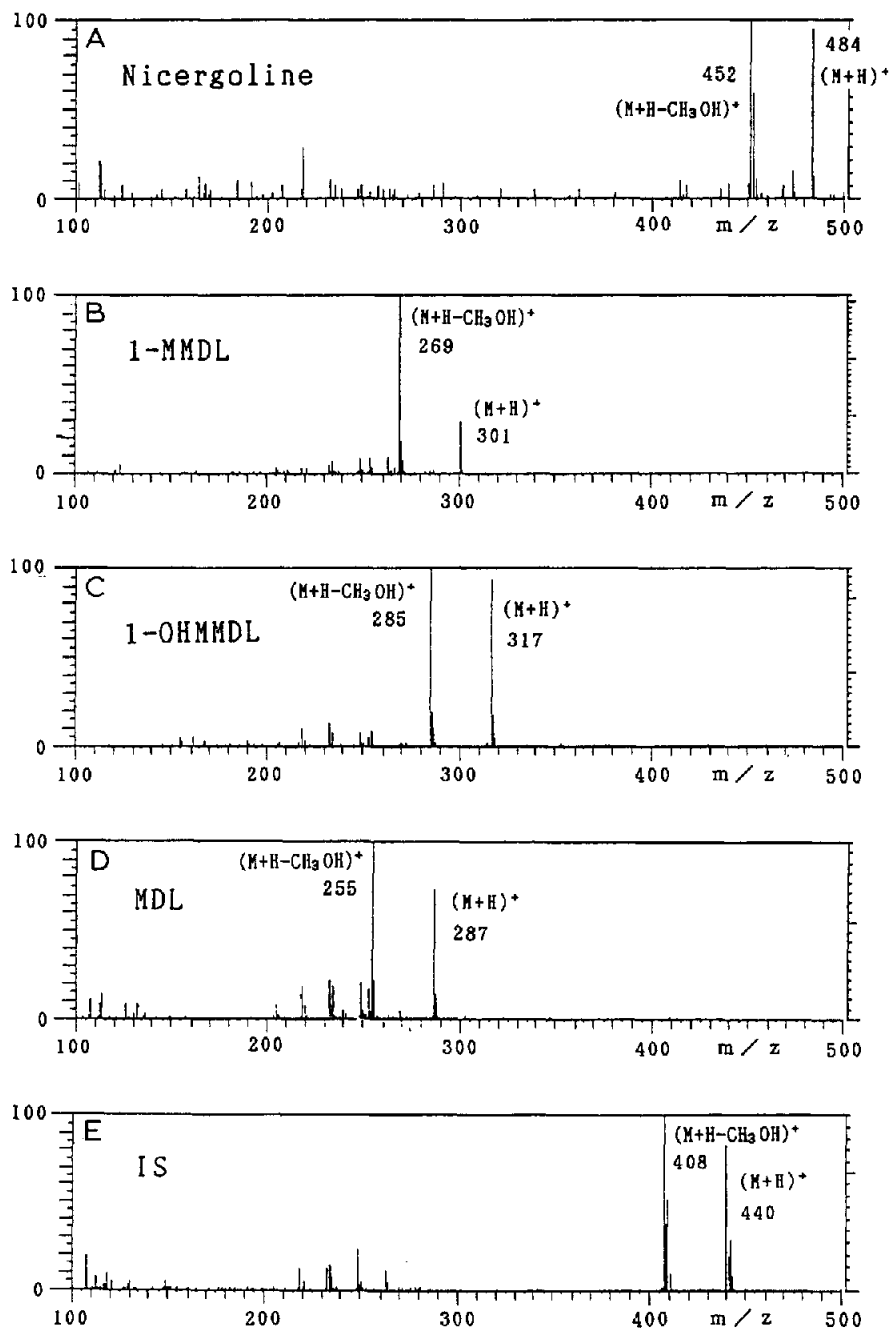 100
A
Nicergoline
484
452
(M+H)⁺
(M+H-CH₃OH)⁺
0
100 200 300 400 m/z 500
100
B
(M+H-CH₃OH)⁺
1-MMDL
269
(M+H)⁺
301
0
100 200 300 400 m/z 500
100
C
(M+H-CH₃OH)⁺
285
(M+H)⁺
1-OHMMDL
317
0
100 200 300 400 m/z 500
100
D
(M+H-CH₃OH)⁺
255
MDL
(M+H)⁺
287
0
100 200 300 400 m/z 500
100
E
(M+H-CH₃OH)⁺
IS
408
(M+H)⁺
440
0
100 200 300 400 m/z 500